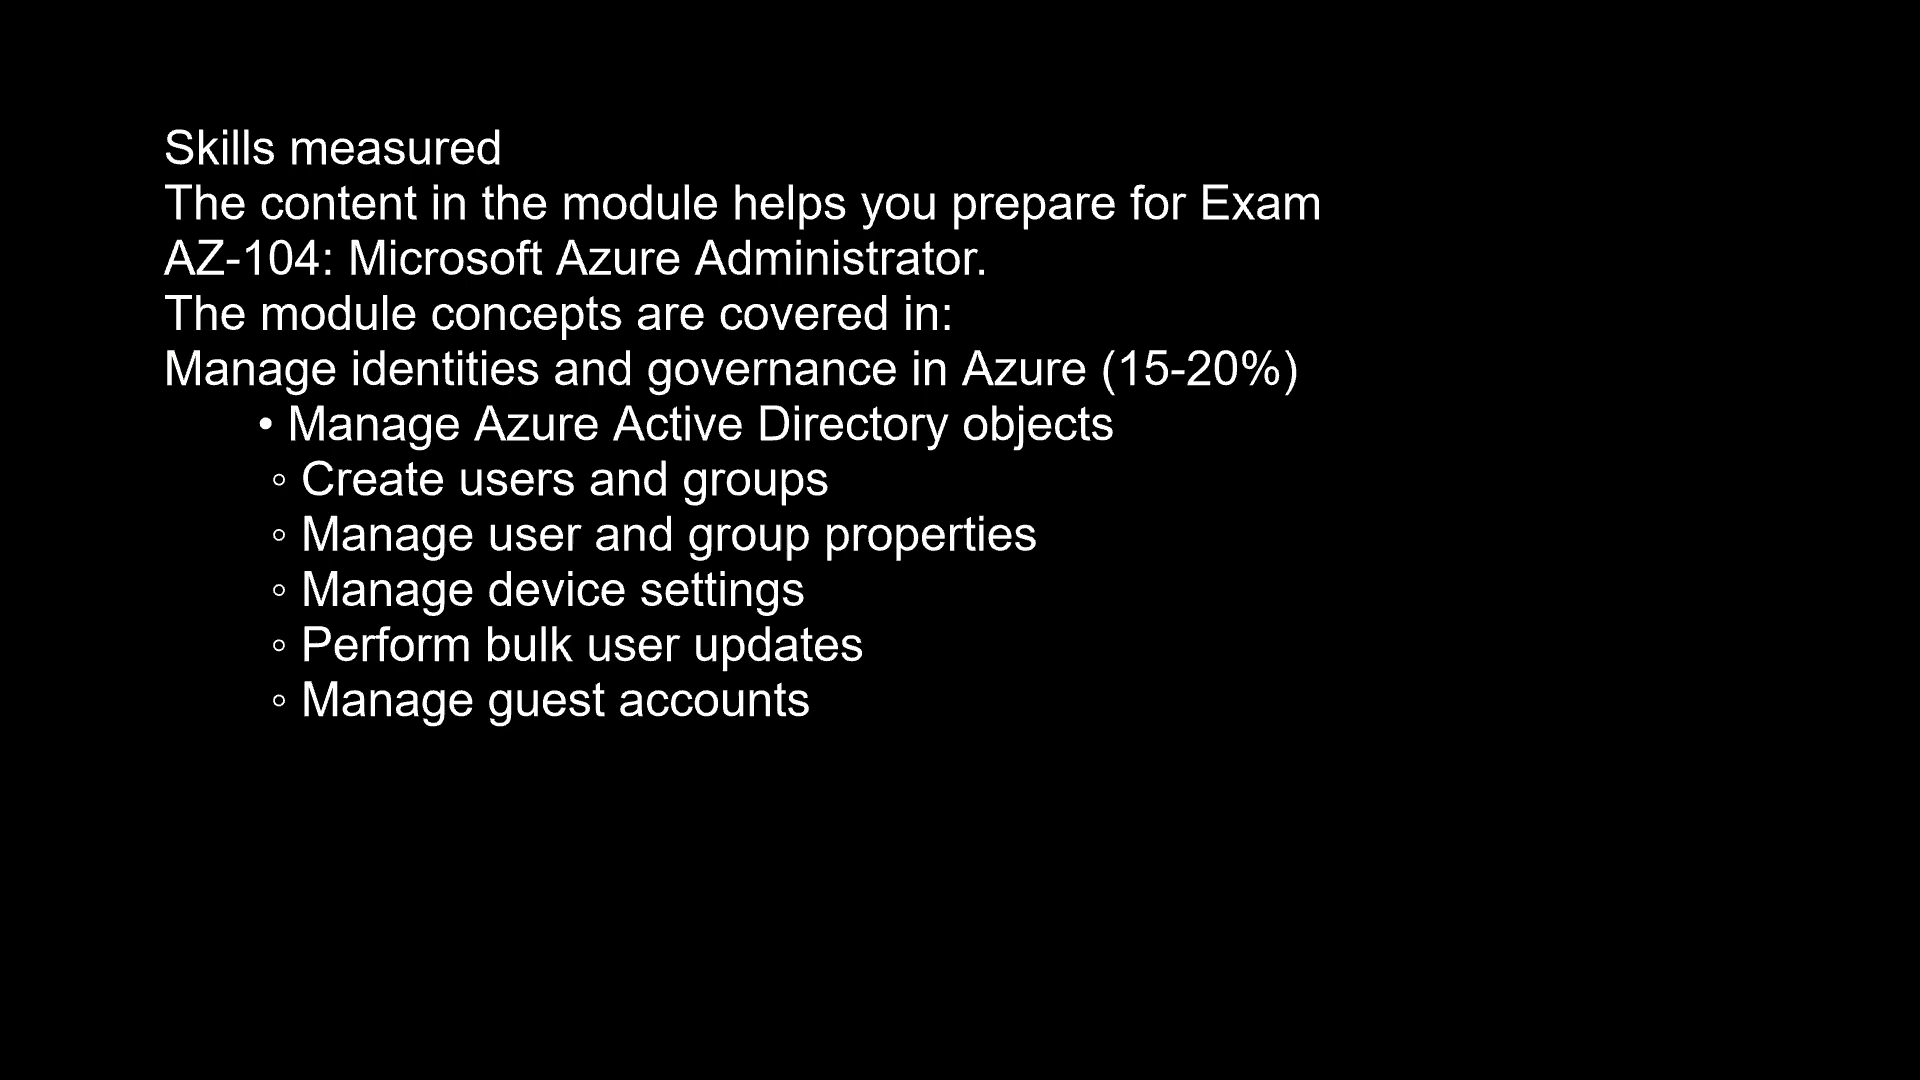 Skills measured
The content in the module helps you prepare for Exam
AZ-104: Microsoft Azure Administrator.
The module concepts are covered in:
Manage identities and governance in Azure (15-20%)
• Manage Azure Active Directory objects
◦ Create users and groups
◦ Manage user and group properties
◦ Manage device settings
◦ Perform bulk user updates
◦ Manage guest accounts